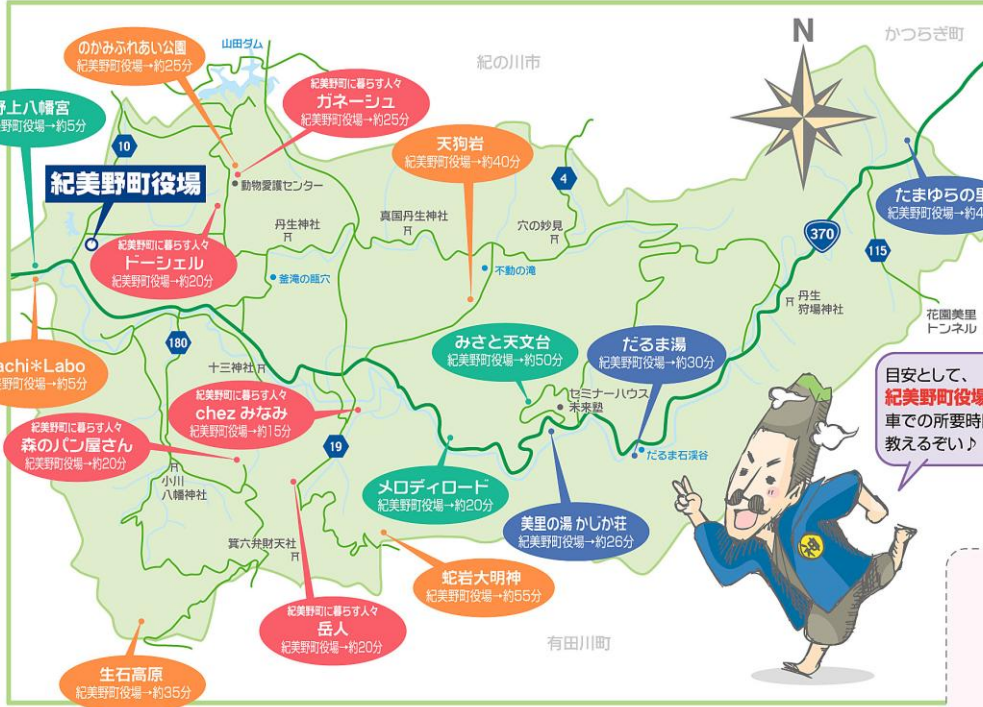 かつらぎ町
紀の川市
N
山田ダム
のかみふれあい公園
紀美野町役場→約25分
紀美野町に暮らす人々
ガネーシュ
紀美野町役場→約25分
野上八幡宮
美野町役場→約5分
10
紀美野町役場
動物愛護センター
天狗岩
紀美野町役場→約40分
4
たまゆらの里
紀美野町役場→約4
370
115
丹生神社
真国丹生神社
穴の妙見
紀美野町に暮らす人々
ドーシェル
紀美野町役場→約20分
釜滝の甌穴
不動の滝
丹生
狩場神社
花園美里
トンネル
180
achi*Labo
美野町役場→約5分
十三神社
みさと天文台
紀美野町役場→約50分
だるま湯
紀美野町役場→約30分
セミナーハウス
未来塾
紀美野町に暮らす人々
chez みなみ
紀美野町役場→約15分
紀美野町に暮らす人々
森のパン屋さん
紀美野町役場→約20分
19
だるま石渓谷
小川
八幡神社
メロディロード
紀美野町役場→約20分
美里の湯 かじか荘
紀美野町役場→約26分
箕六弁財天社
蛇岩大明神
紀美野町役場→約55分
紀美野町に暮らす人々
岳人
紀美野町役場→約20分
有田川町
生石高原
紀美野町役場→約35分
目安として、
紀美野町役場
車での所要時
教えるぞい♪